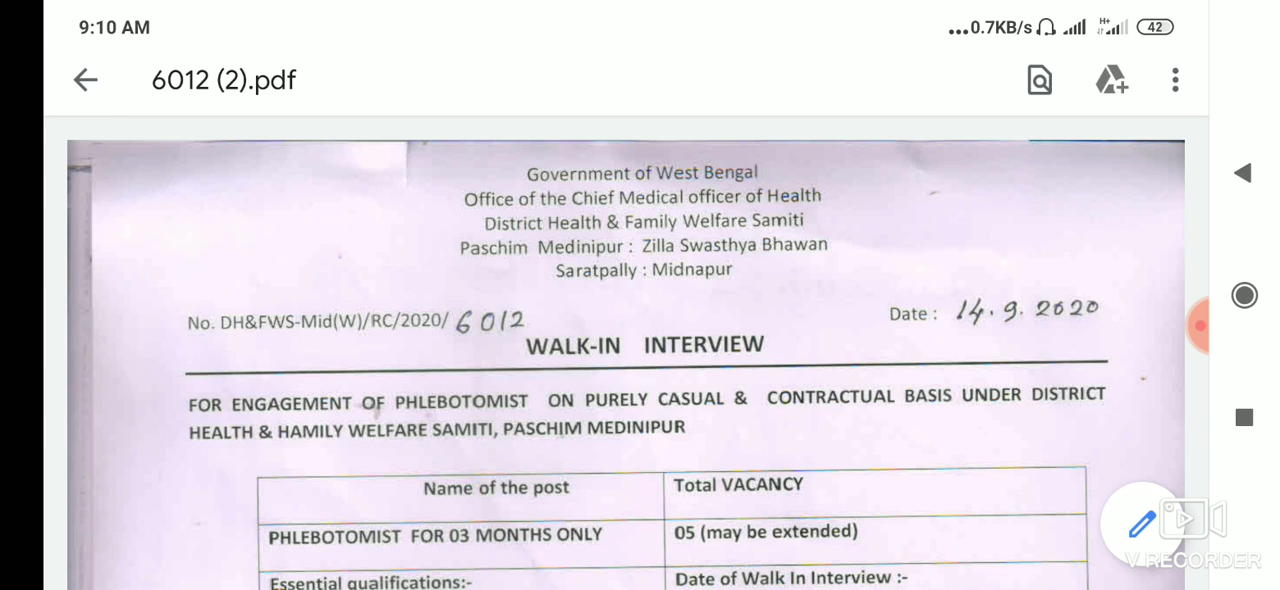 9:10 AM
...0.7KB/s H+ 42
6012 (2).pdf
Government of West Bengal
Office of the Chief Medical officer of Health
District Health & Family Welfare Samiti
Paschim Medinipur : Zilla Swasthya Bhawan
Saratpally : Midnapur
No. DH&FWS-Mid(W)/RC/2020/ 6012
Date : 14.9.2020
WALK-IN INTERVIEW
FOR ENGAGEMENT OF PHLEBOTOMIST ON PURELY CASUAL & CONTRACTUAL BASIS UNDER DISTRICT
HEALTH & HAMILY WELFARE SAMITI, PASCHIM MEDINIPUR
Name of the post
Total VACANCY
PHLEBOTOMIST FOR 03 MONTHS ONLY
05 (may be extended)
Essential qualifications:-
Date of Walk In Interview :-
V RECORDER